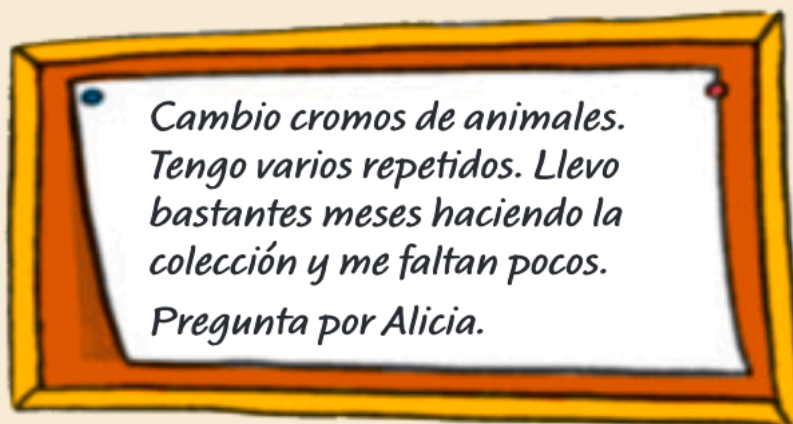 Cambio cromos de animales.
Tengo varios repetidos. Llevo
bastantes meses haciendo la
colección y me faltan pocos.
Pregunta por Alicia.